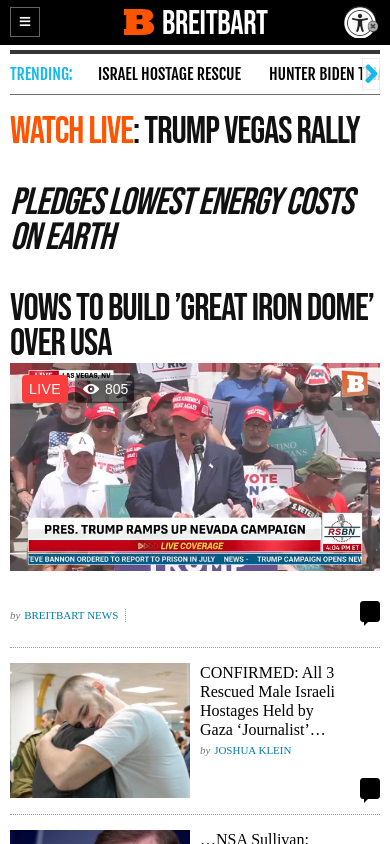 BREITBART
TRENDING:
ISRAEL HOSTAGE RESCUE
HUNTER BIDEN T
WATCH LIVE: TRUMP VEGAS RALLY
PLEDGES LOWEST ENERGY COSTS
ON EARTH
VOWS TO BUILD 'GREAT IRON DOME'
OVER USA
LIVE
LAS VEGAS, NV
LIVE
805
B
PRES. TRUMP RAMPS UP NEVADA CAMPAIGN
RSBN
LIVE COVERAGE
4:04 PM ET
TEVE BANNON ORDERED TO REPORT TO PRISON IN JULY NEWS - TRUMP CAMPAIGN OPENS NEW
TRUMP
by BREITBART NEWS
CONFIRMED: All 3
Rescued Male Israeli
Hostages Held by
Gaza ‘Journalist’…
by JOSHUA KLEIN
…NSA Sullivan: